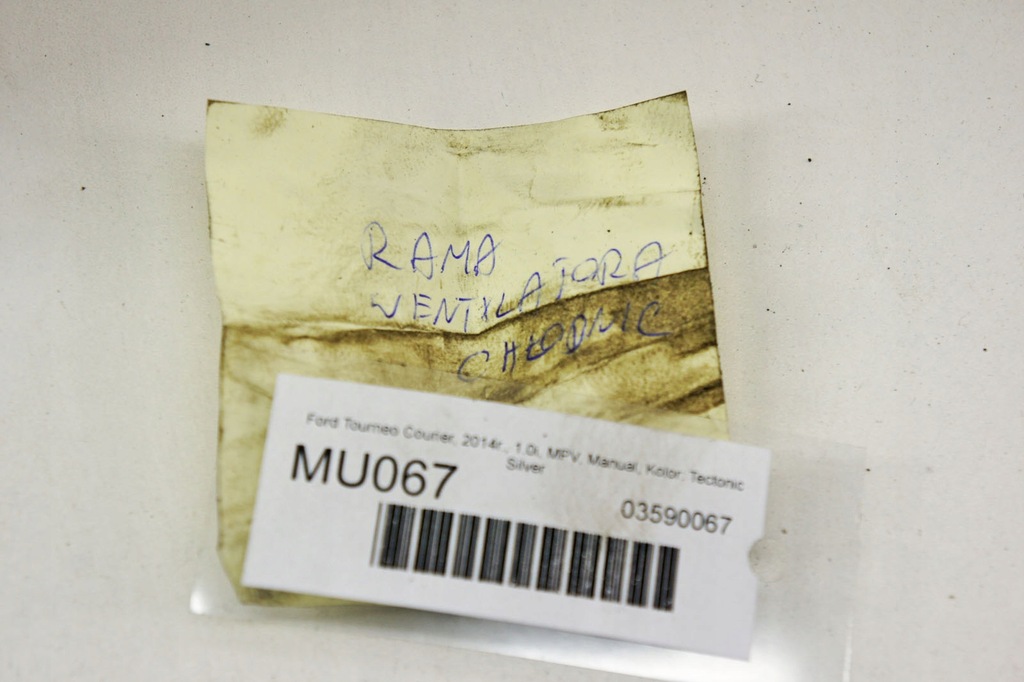 RAMA
WENTYLATORA
CHŁODNIC
Ford Tourneo Courier, 2014r., 1.0i, MPV, Manual, Kolor: Tectonic
Silver
MU067
03590067